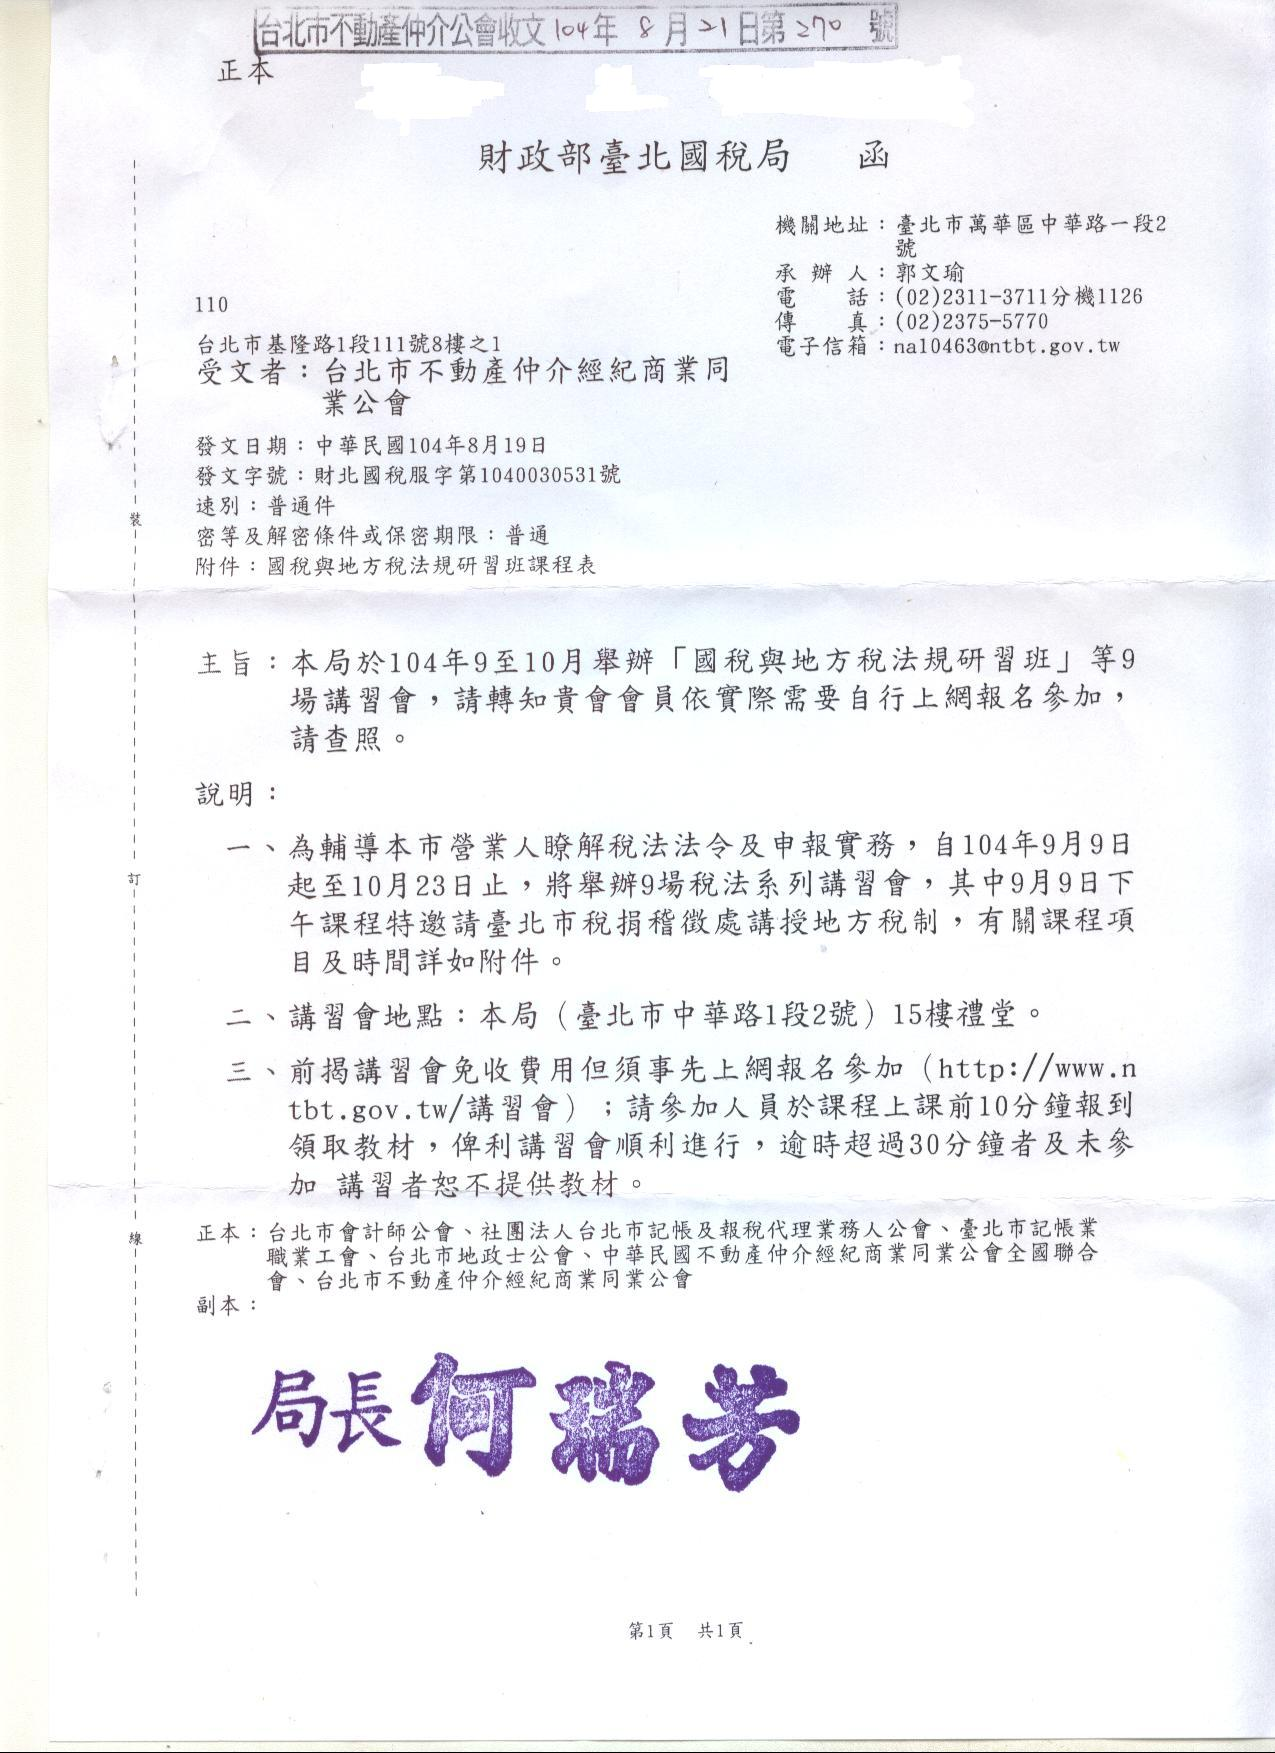 台北市不動產仲介公會收文104年8月21日第270號
正本
財政部臺北國稅局 函
機關地址：臺北市萬華區中華路一段2
號
承辦人：郭文瑜
電話：(02)2311-3711分機1126
傳真：(02)2375-5770
電子信箱：na10463@ntbt.gov.tw
110
台北市基隆路1段111號8樓之1
受文者：台北市不動產仲介經紀商業同
業公會
發文日期：中華民國104年8月19日
發文字號：財北國稅服字第1040030531號
速別：普通件
密等及解密條件或保密期限：普通
附件：國稅與地方稅法規研習班課程表
主旨：本局於104年9至10月舉辦「國稅與地方稅法規研習班」等9
場講習會，請轉知貴會會員依實際需要自行上網報名參加，
請查照。
說明：
一、為輔導本市營業人瞭解稅法法令及申報實務，自104年9月9日
起至10月23日止，將舉辦9場稅法系列講習會，其中9月9日下
午課程特邀請臺北市稅捐稽徵處講授地方稅制，有關課程項
目及時間詳如附件。
二、講習會地點：本局（臺北市中華路1段2號）15樓禮堂。
三、前揭講習會免收費用但須事先上網報名參加（http://www.n
tbt.gov.tw/講習會）；請參加人員於課程上課前10分鐘報到
領取教材，俾利講習會順利進行，逾時超過30分鐘者及未參
加 講習者恕不提供教材。
正本：台北市會計師公會、社團法人台北市記帳及報稅代理業務人公會、臺北市記帳業
職業工會、台北市地政士公會、中華民國不動產仲介經紀商業同業公會全國聯合
會、台北市不動產仲介經紀商業同業公會
副本：
局長何瑞芳
裝
訂
線
第1頁 共1頁